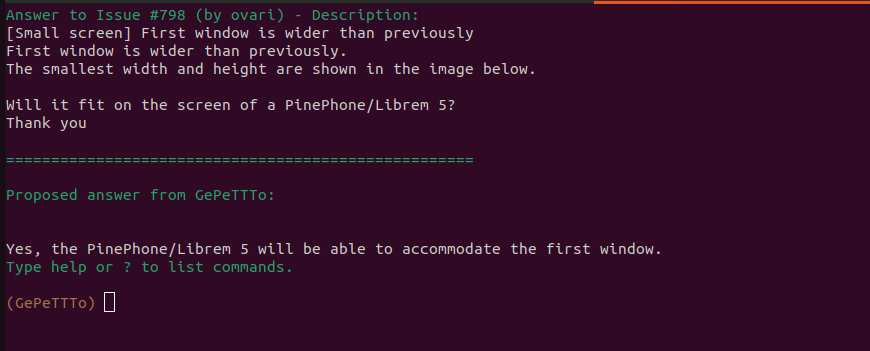 Answer to Issue #798 (by ovari) - Description:
[Small screen] First window is wider than previously
First window is wider than previously.
The smallest width and height are shown in the image below.
Will it fit on the screen of a PinePhone/Librem 5?
Thank you
====================================================
Proposed answer from GePeTTTo:
Yes, the PinePhone/Librem 5 will be able to accommodate the first window.
Type help or ? to list commands.
(GePeTTTo)